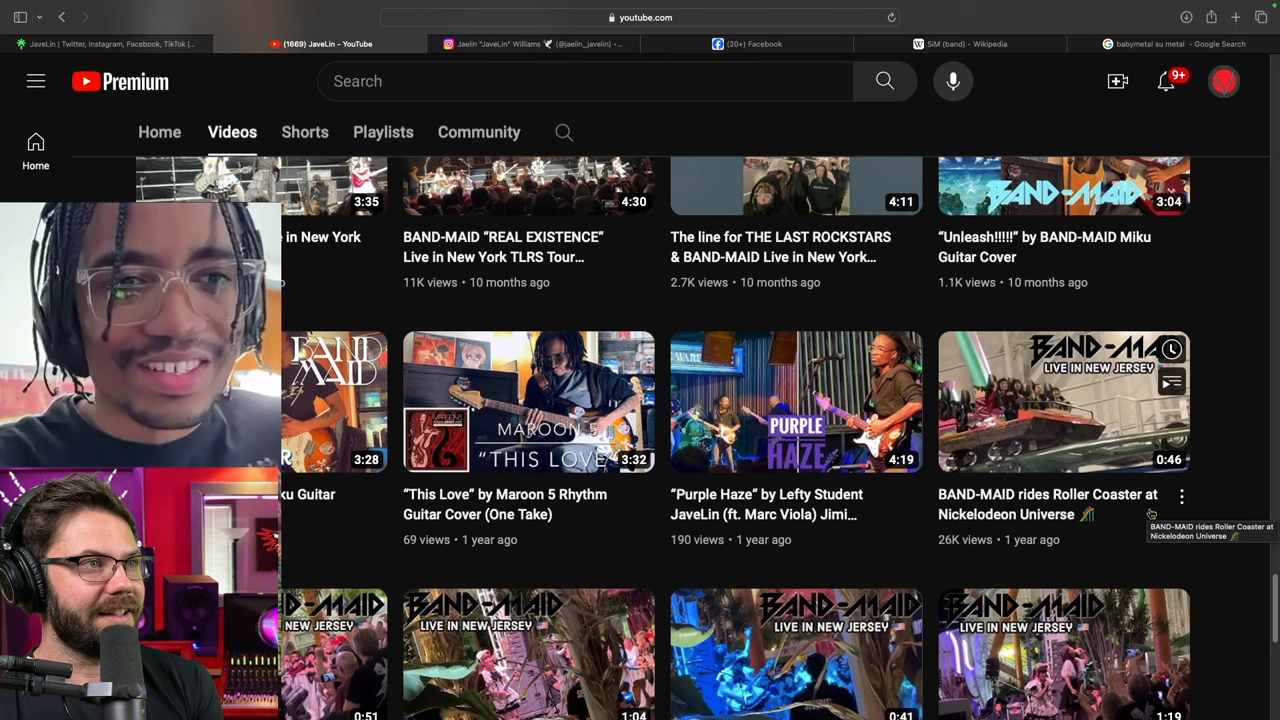 youtube.com
JaveLin | Twitter, Instagram, Facebook, TikTok |...
(1669) JaveLin - YouTube
Jaelin "JaveLin" Williams 🕊 (@jaelin_javelin) •...
(20+) Facebook
SiM (band) - Wikipedia
babymetal su metal - Google Search
Premium
Search
9+
Home
Videos
Shorts
Playlists
Community
Home
3:35
4:30
4:11
BAND-MAID
3:04
e in New York
BAND-MAID “REAL EXISTENCE”
Live in New York TLRS Tour...
11K views • 10 months ago
The line for THE LAST ROCKSTARS
& BAND-MAID Live in New York...
2.7K views • 10 months ago
“Unleash!!!!!” by BAND-MAID Miku
Guitar Cover
1.1K views • 10 months ago
BAND
MAID
3:28
MAROON 5
"THIS LOVE"
3:32
PURPLE
HAZE
4:19
BAND-MA
LIVE IN NEW JERSEY
0:46
ku Guitar
“This Love” by Maroon 5 Rhythm
Guitar Cover (One Take)
69 views • 1 year ago
“Purple Haze” by Lefty Student
JaveLin (ft. Marc Viola) Jimi...
190 views • 1 year ago
BAND-MAID rides Roller Coaster at
Nickelodeon Universe 🎢
26K views • 1 year ago
BAND-MAID rides Roller Coaster at
Nickelodeon Universe 🎢
ND-MAID
LIVE IN NEW JERSEY
0:51
BAND-MAID
LIVE IN NEW JERSEY
1:04
BAND-MAID
LIVE IN NEW JERSEY
0:41
BAND-MAID
LIVE IN NEW JERSEY
1:19